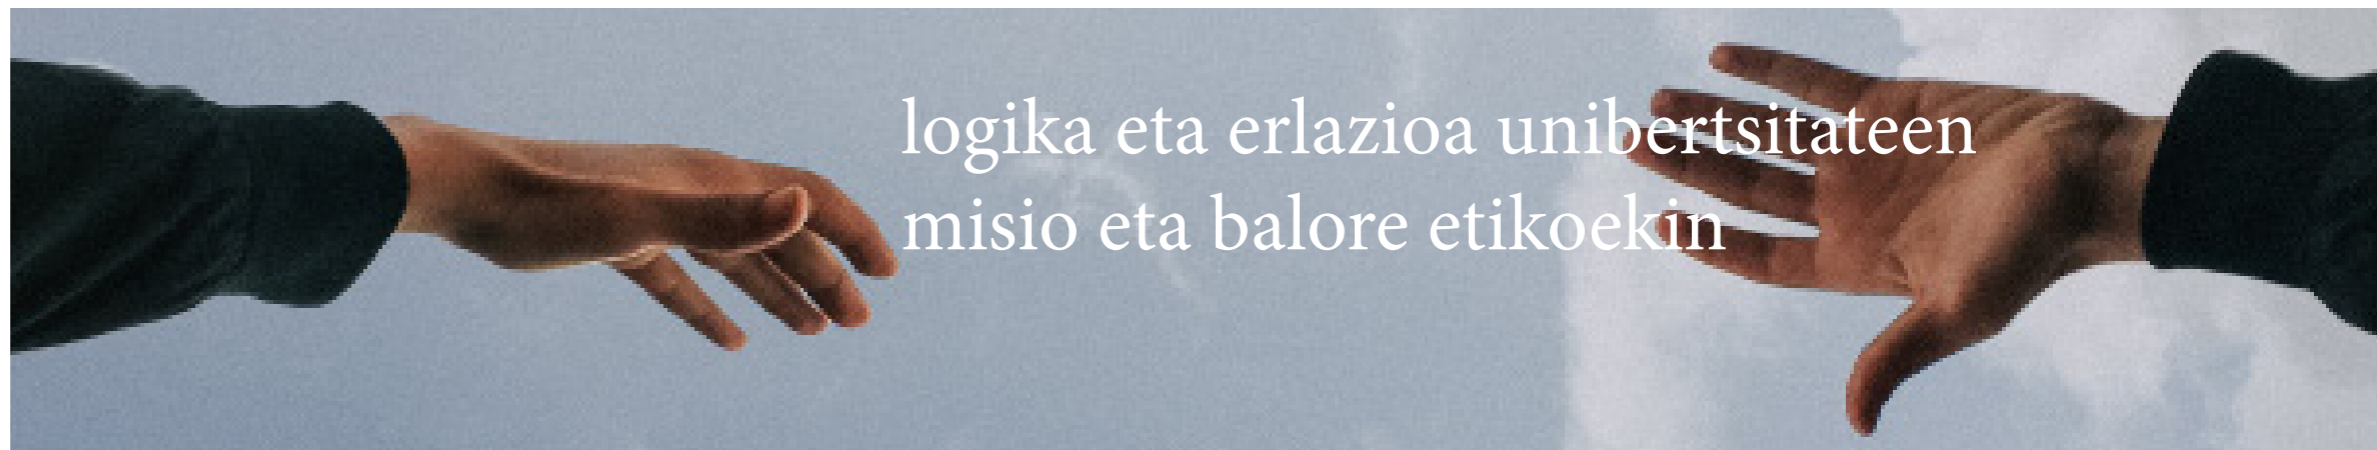 logika eta erlazioa unibertsitateen
misio eta balore etikoekin